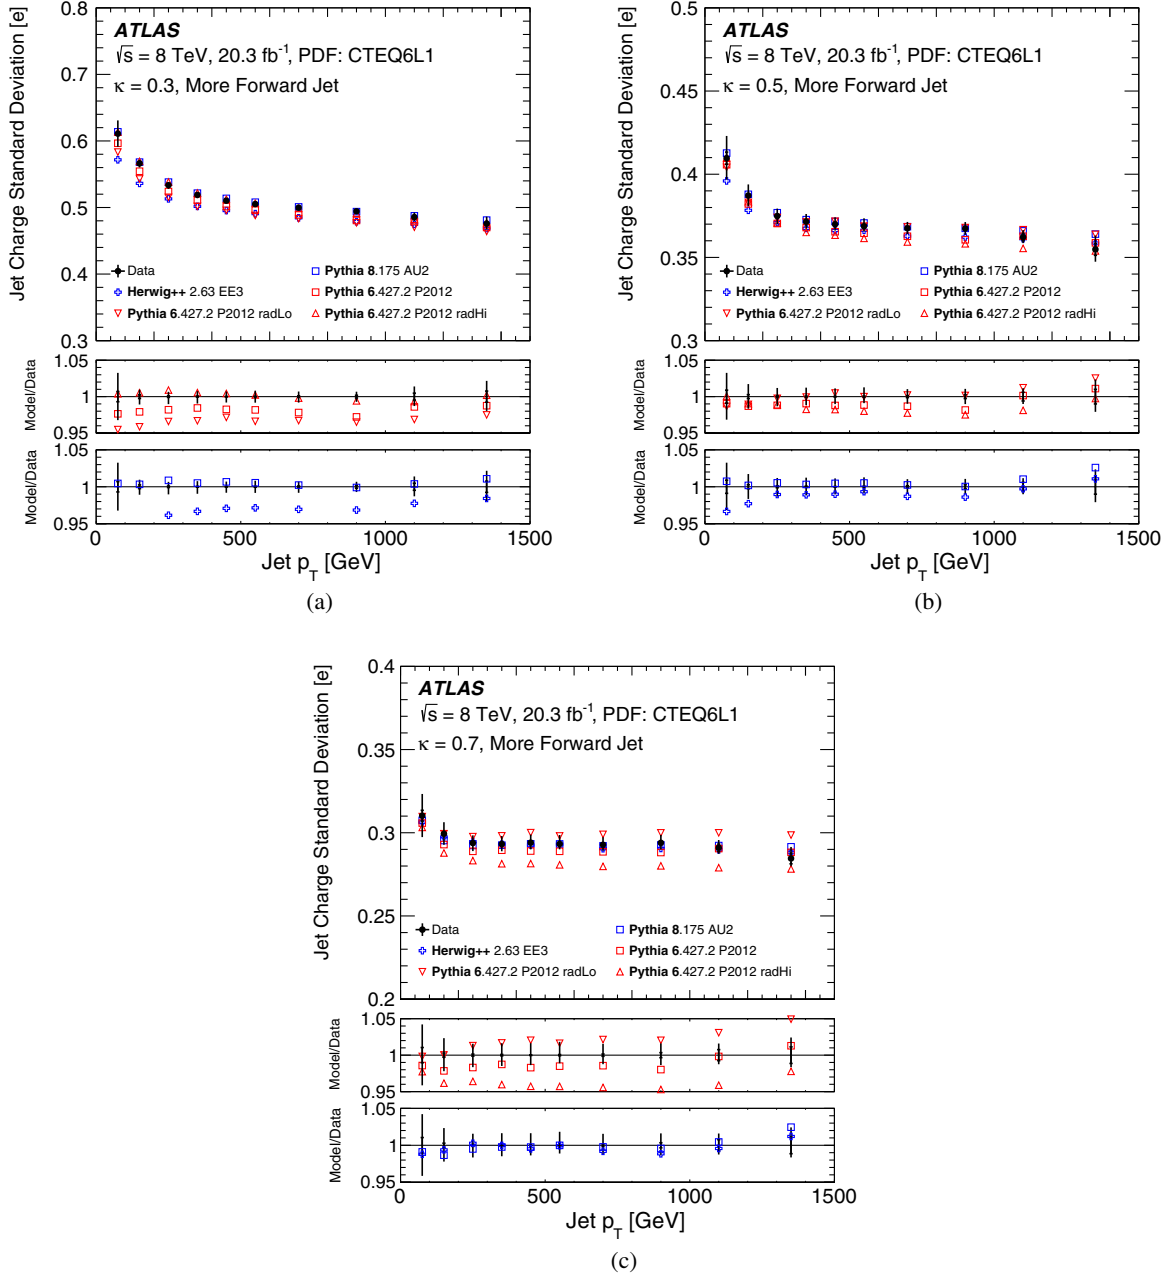 Jet Charge Standard Deviation [e]
0.8
0.7
0.6
0.5
0.4
0.3
ATLAS
√s = 8 TeV, 20.3 fb⁻¹, PDF: CTEQ6L1
κ = 0.3, More Forward Jet
Data
Herwig++ 2.63 EE3
Pythia 6.427.2 P2012 radLo
Pythia 8.175 AU2
Pythia 6.427.2 P2012
Pythia 6.427.2 P2012 radHi
Model/Data
1.05
1
0.95
Model/Data
1.05
1
0.95
0 500 1000 1500
Jet p_T [GeV]
(a)
Jet Charge Standard Deviation [e]
0.5
0.45
0.4
0.35
0.3
ATLAS
√s = 8 TeV, 20.3 fb⁻¹, PDF: CTEQ6L1
κ = 0.5, More Forward Jet
Data
Herwig++ 2.63 EE3
Pythia 6.427.2 P2012 radLo
Pythia 8.175 AU2
Pythia 6.427.2 P2012
Pythia 6.427.2 P2012 radHi
Model/Data
1.05
1
0.95
Model/Data
1.05
1
0.95
0 500 1000 1500
Jet p_T [GeV]
(b)
Jet Charge Standard Deviation [e]
0.4
0.35
0.3
0.25
0.2
ATLAS
√s = 8 TeV, 20.3 fb⁻¹, PDF: CTEQ6L1
κ = 0.7, More Forward Jet
Data
Herwig++ 2.63 EE3
Pythia 6.427.2 P2012 radLo
Pythia 8.175 AU2
Pythia 6.427.2 P2012
Pythia 6.427.2 P2012 radHi
Model/Data
1.05
1
0.95
Model/Data
1.05
1
0.95
0 500 1000 1500
Jet p_T [GeV]
(c)